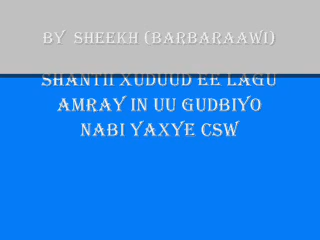 BY SHEEKH (BARBARAAWI)
SHANTII XUDUUD EE LAGU
AMRAY IN UU GUDBIYO
NABI YAXYE CSW